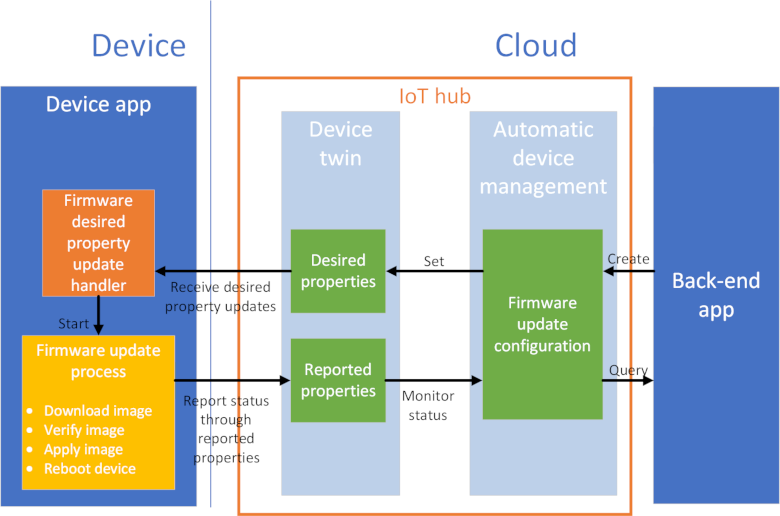 Device
Cloud
Device app
IoT hub
Device
twin
Automatic
device
management
Firmware
desired
property
update
handler
Desired
properties
Set
Create
Receive desired
property updates
Back-end
app
Firmware
update
configuration
Start
Firmware update
process
• Download image
• Verify image
• Apply image
• Reboot device
Reported
properties
Report status
through
reported
properties
Monitor
status
Query